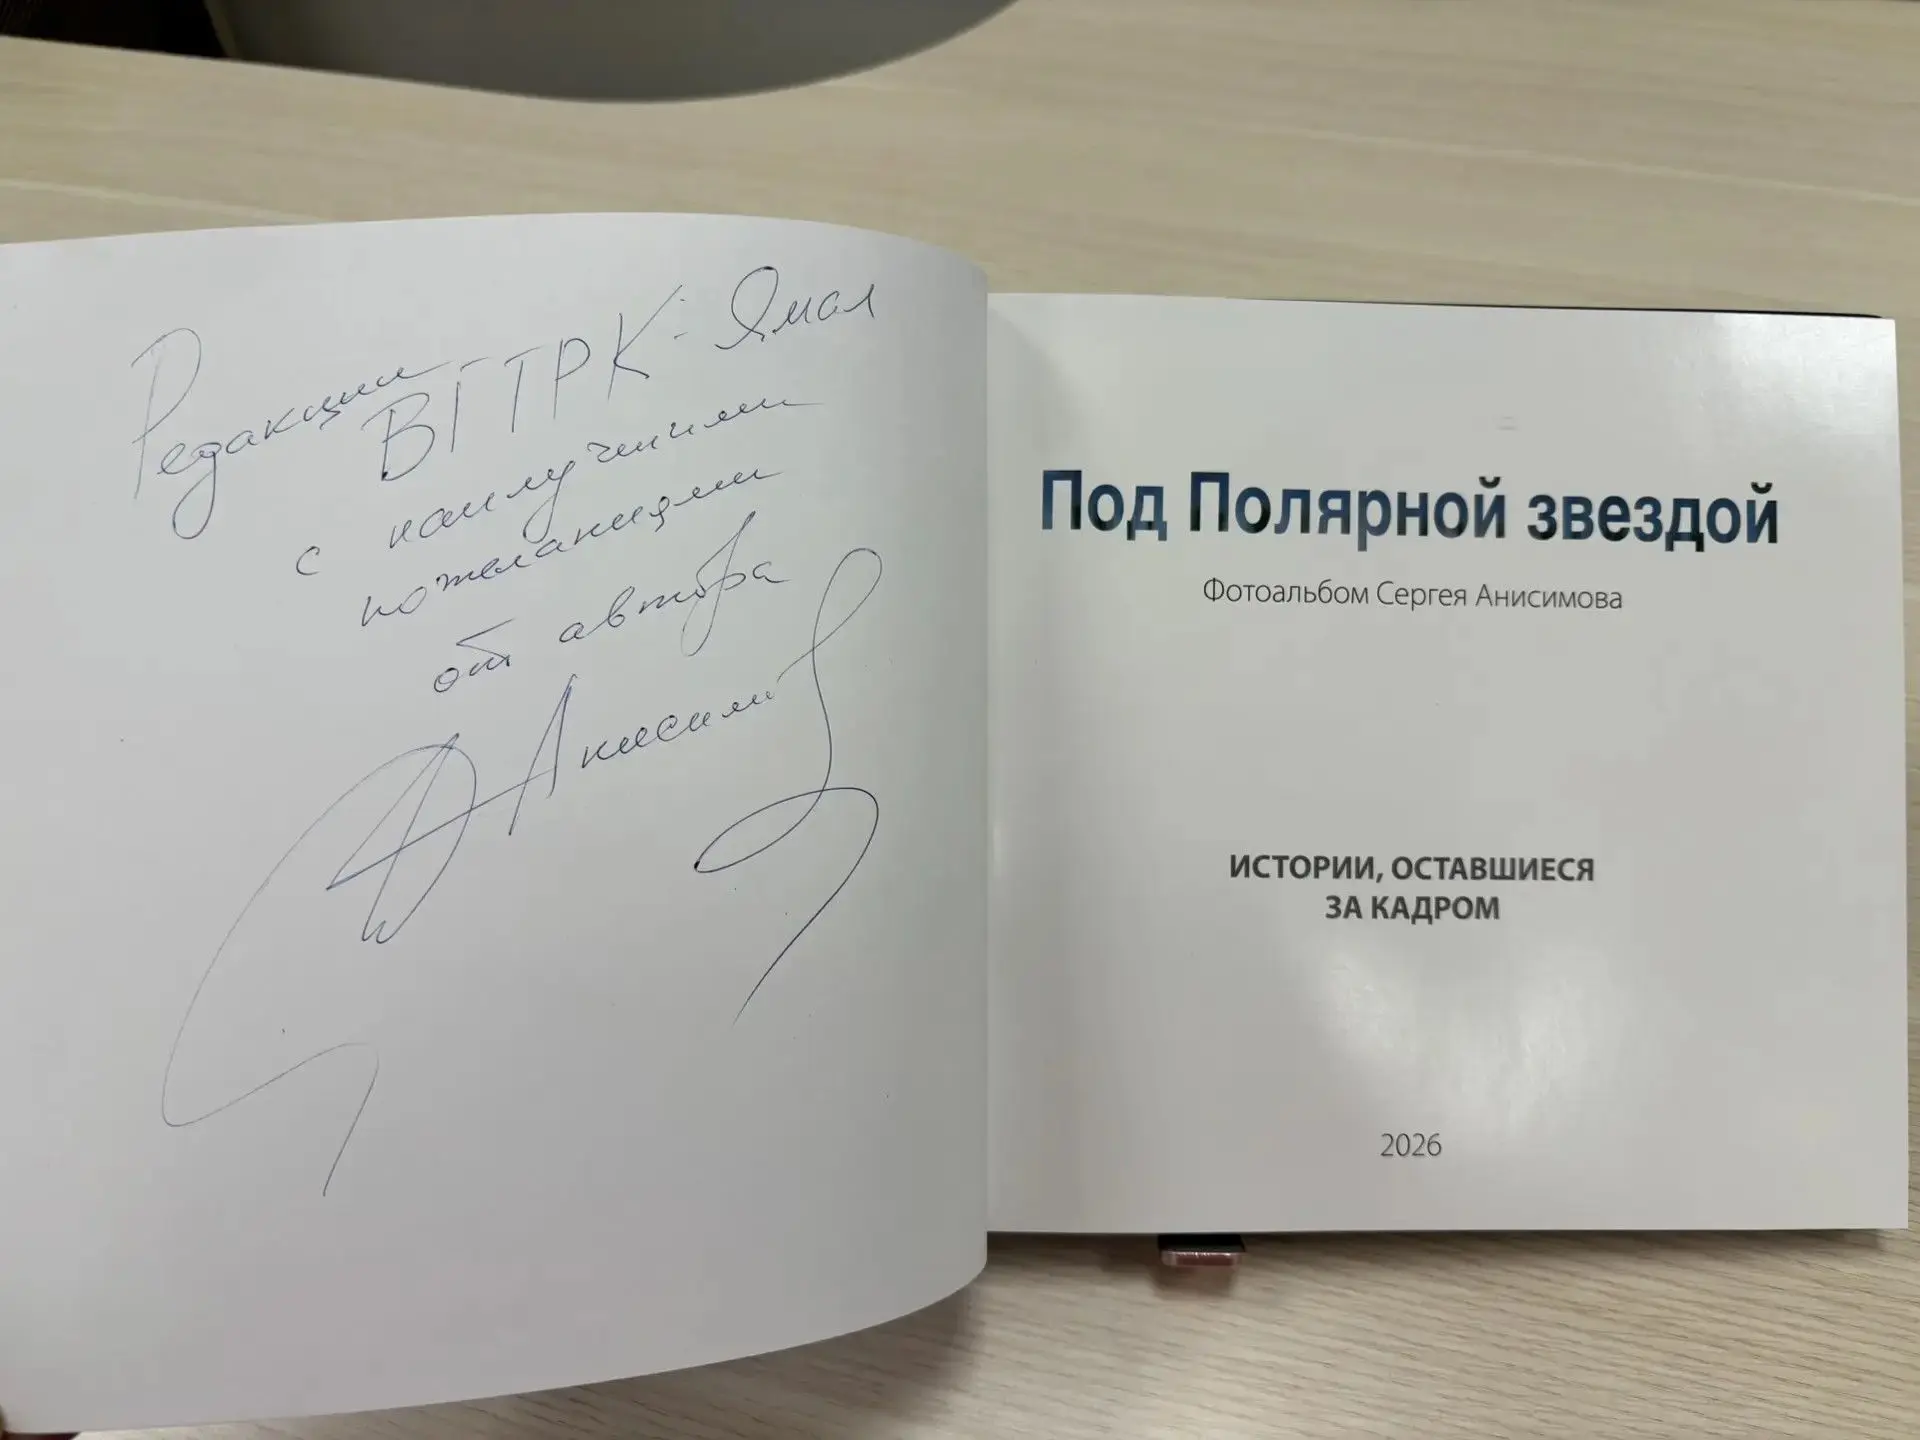 Редакции
ВГТРК-Ямал
с наилучшими
пожеланиями
от автора
Анисимов
Под Полярной звездой
Фотоальбом Сергея Анисимова
ИСТОРИИ, ОСТАВШИЕСЯ
ЗА КАДРОМ
2026